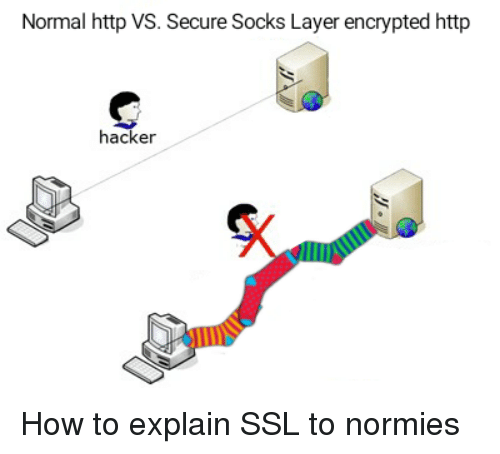 Normal http VS. Secure Socks Layer encrypted http
hacker
How to explain SSL to normies